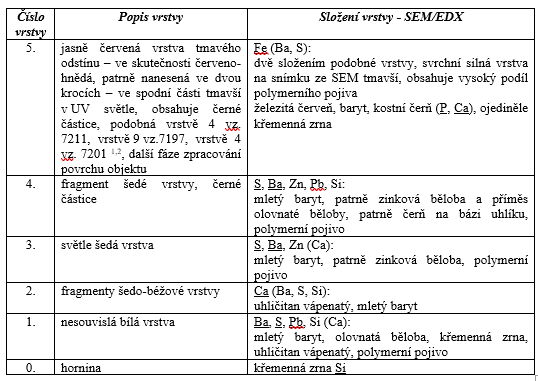 Číslo vrstvy Popis vrstvy Složení vrstvy - SEM/EDX
5. jasně červená vrstva tmavého Fe (Ba, S):
odstínu – ve skutečnosti červeno- dvě složením podobné vrstvy, svrchní silná vrstva
hnědá, patrně nanesená ve dvou na snímku ze SEM tmavší, obsahuje vysoký podíl
krocích – ve spodní části tmavší polymerního pojiva
v UV světle, obsahuje černé železitá červeň, baryt, kostní čerň (P, Ca), ojediněle
částice, podobná vrstvě 4 vz. křemenná zrna
7211, vrstvě 9 vz.7197, vrstvě 4
vz. 7201 1,2, další fáze zpracování
povrchu objektu
4. fragment šedé vrstvy, černé S, Ba, Zn, Pb, Si:
částice mletý baryt, patrně zinková běloba a příměs
olovnaté běloby, patrně čerň na bázi uhlíku,
polymerní pojivo
3. světle šedá vrstva S, Ba, Zn (Ca):
mletý baryt, patrně zinková běloba, polymerní
pojivo
2. fragmenty šedo-béžové vrstvy Ca (Ba, S, Si):
uhličitan vápenatý, mletý baryt
1. nesouvislá bílá vrstva Ba, S, Pb, Si (Ca):
mletý baryt, olovnatá běloba, křemenná zrna,
uhličitan vápenatý, polymerní pojivo
0. hornina křemenná zrna Si